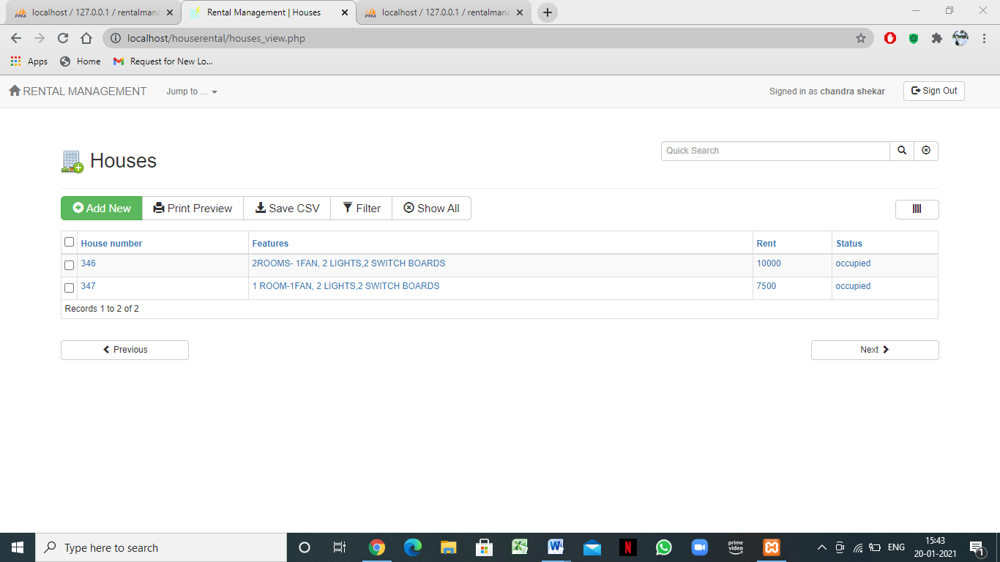 localhost / 127.0.0.1 / rentalmana
Rental Management | Houses
localhost / 127.0.0.1 / rentalmana
localhost/houserental/houses_view.php
Apps Home Request for New Lo...
RENTAL MANAGEMENT Jump to ... Signed in as chandra shekar Sign Out
Houses Quick Search
Add New Print Preview Save CSV Filter Show All
House number Features Rent Status
346 2ROOMS- 1FAN, 2 LIGHTS,2 SWITCH BOARDS 10000 occupied
347 1 ROOM-1FAN, 2 LIGHTS,2 SWITCH BOARDS 7500 occupied
Records 1 to 2 of 2
Previous Next
Type here to search
prime
video
ENG
15:43
20-01-2021
1